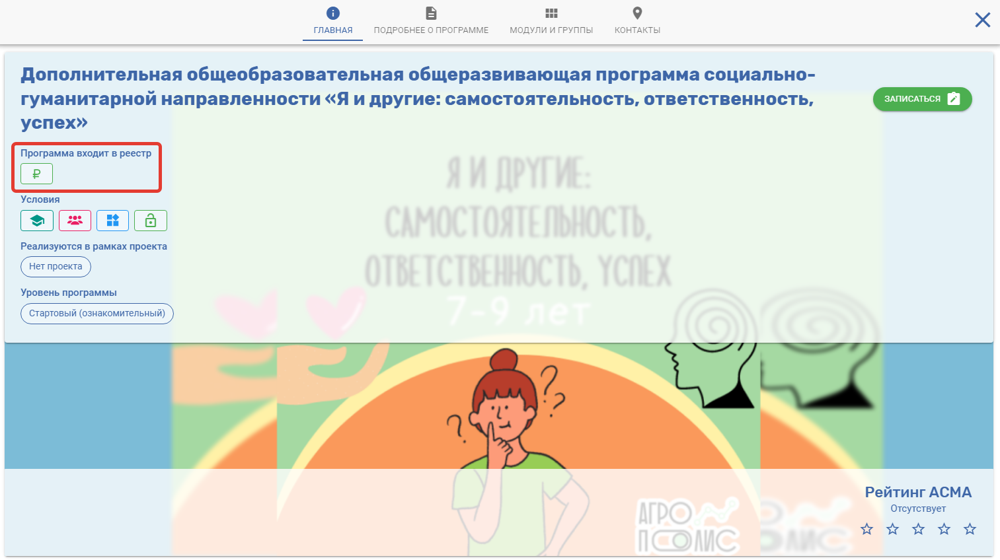 ГЛАВНАЯ
ПОДРОБНЕЕ О ПРОГРАММЕ
МОДУЛИ И ГРУППЫ
КОНТАКТЫ
Дополнительная общеобразовательная общеразвивающая программа социально-
гуманитарной направленности «Я и другие: самостоятельность, ответственность,
успех»
ЗАПИСАТЬСЯ
Программа входит в реестр
₽
Условия
Реализуются в рамках проекта
Нет проекта
Уровень программы
Стартовый (ознакомительный)
Я И ДРУГИЕ:
САМОСТОЯТЕЛЬНОСТЬ,
ОТВЕТСТВЕННОСТЬ, УСПЕХ
7-9 лет
АГРО
ПОЛИС
ПОЛИС
Рейтинг АСМА
Отсутствует